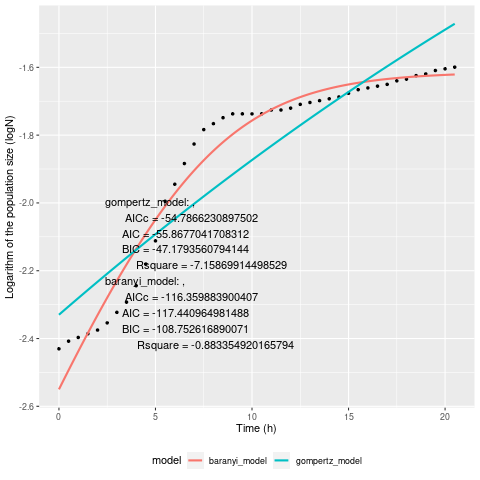 Logarithm of the population size (logN)
-1.6
-1.8
-2.0
-2.2
-2.4
-2.6
gompertz_model: ,
AICc = -54.7866230897502
AIC = -55.8677041708312
BIC = -47.1793560794144
Rsquare = -7.15869914498529
baranyi_model: ,
AICc = -116.359883900407
AIC = -117.440964981488
BIC = -108.752616890071
Rsquare = -0.883354920165794
0 5 10 15 20
Time (h)
model baranyi_model gompertz_model